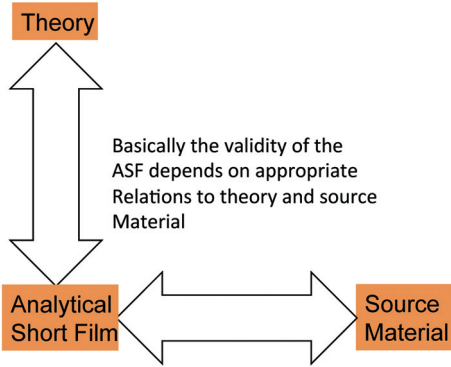 Theory
Basically the validity of the
ASF depends on appropriate
Relations to theory and source
Material
Analytical
Short Film
Source
Material